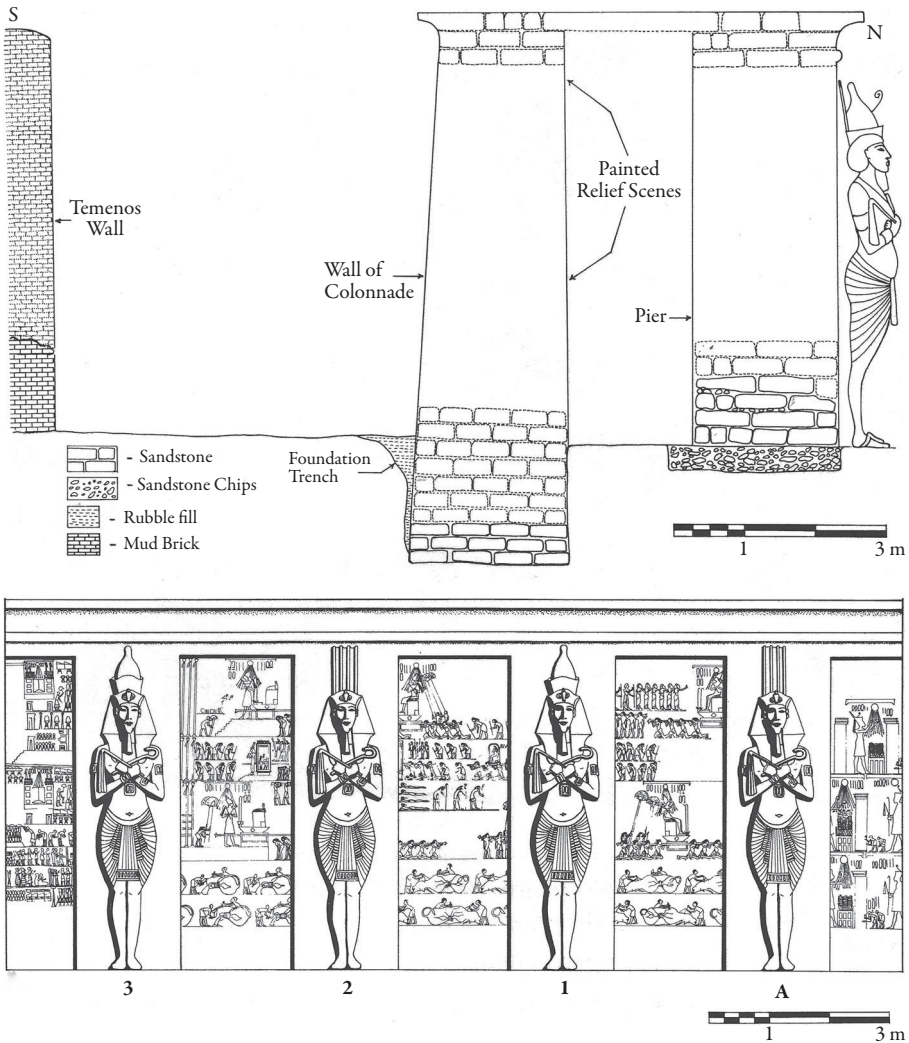 S
N
Painted
Relief Scenes
Temenos
Wall
Wall of
Colonnade
Pier
Foundation
Trench
- Sandstone
- Sandstone Chips
- Rubble fill
- Mud Brick
1 3 m
3 2 1 A
1 3 m